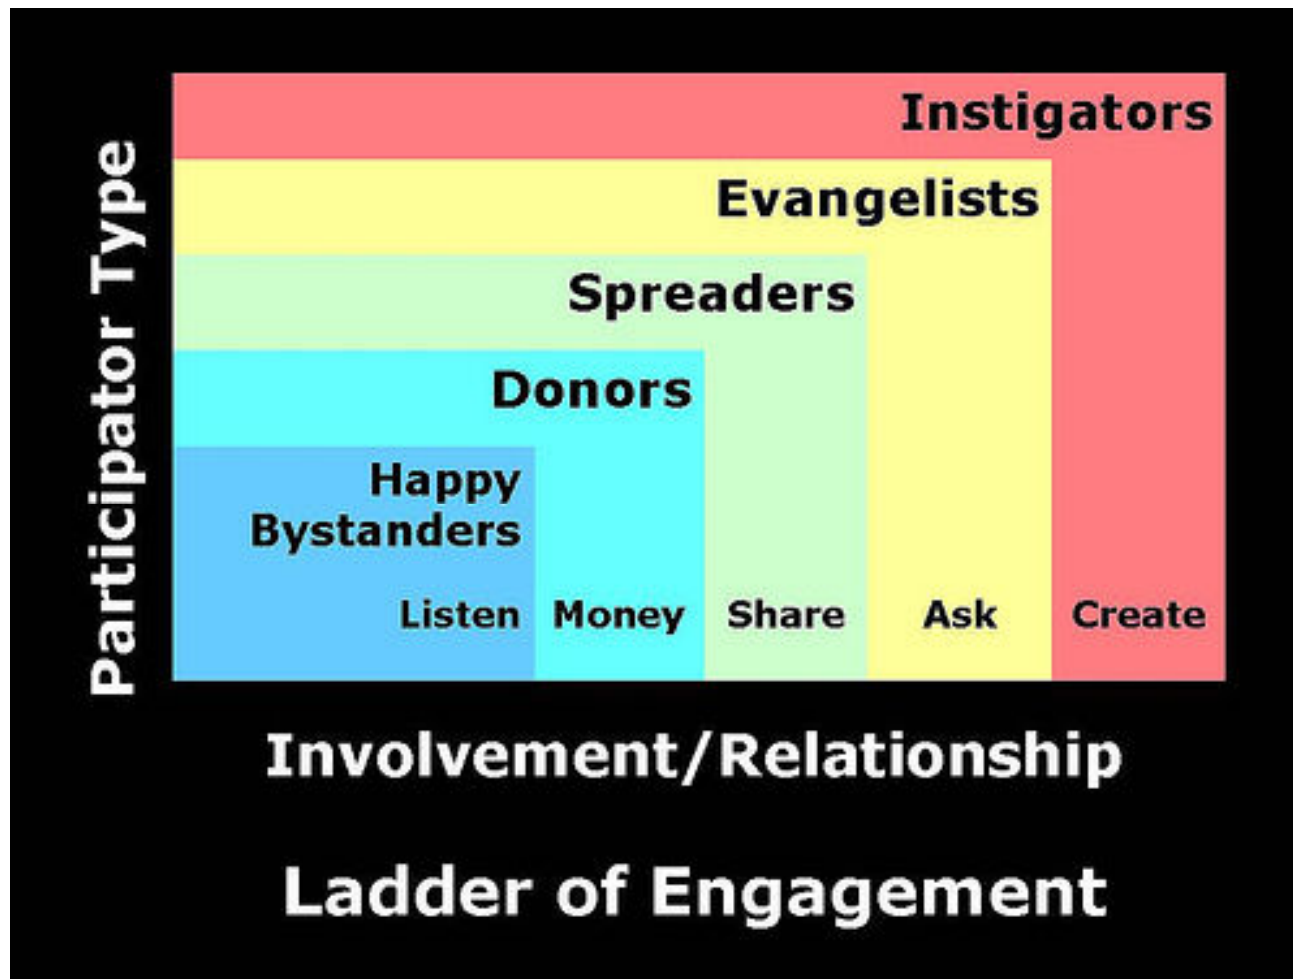 Participator Type
Instigators
Evangelists
Spreaders
Donors
Happy
Bystanders
Listen Money Share Ask Create
Involvement/Relationship
Ladder of Engagement